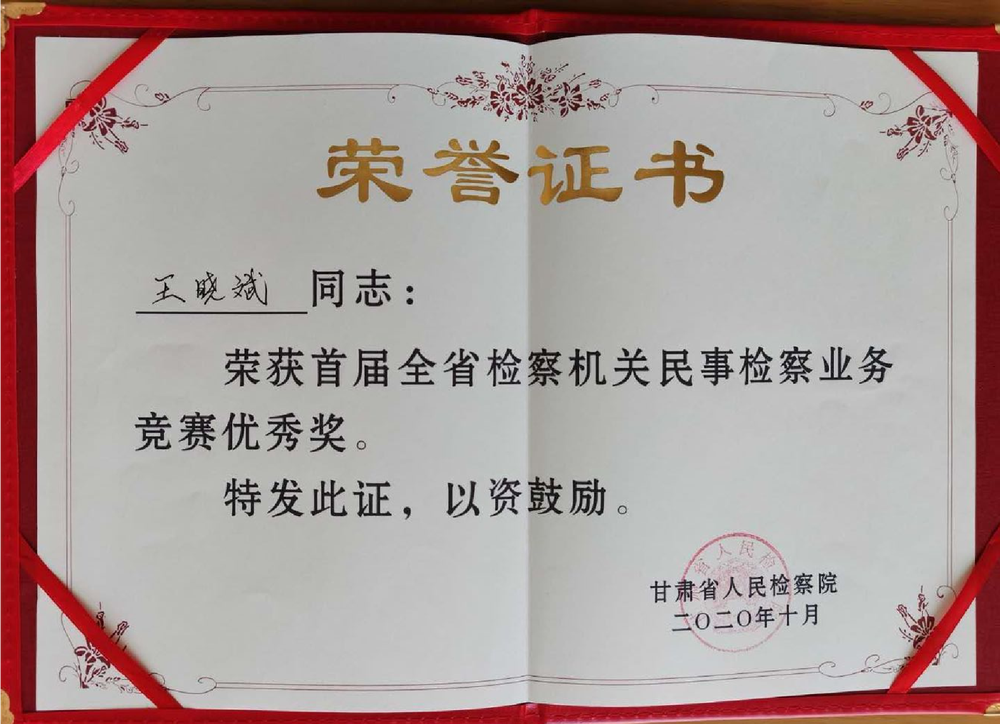 荣誉证书
王晓斌同志：
荣获首届全省检察机关民事检察业务
竞赛优秀奖。
特发此证，以资鼓励。
甘肃省人民检察院
二〇二〇年十月